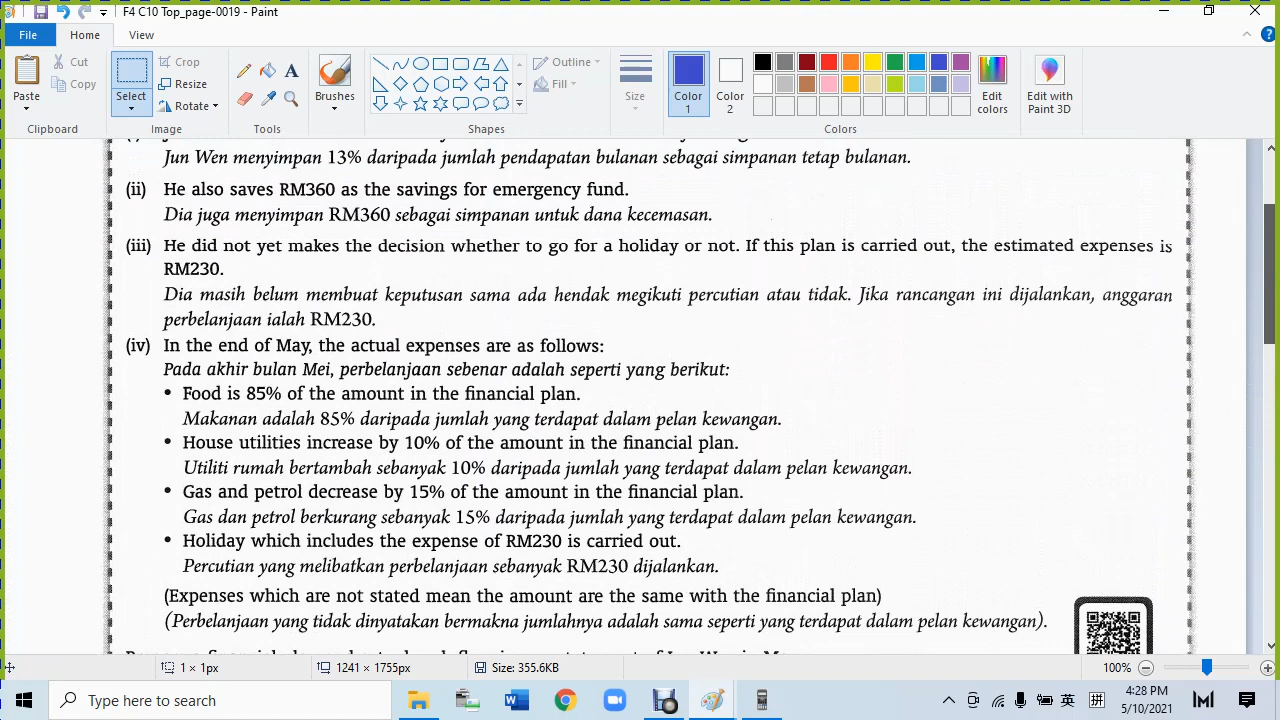 F4 C10 Top_page-0019 - Paint
File Home View
Paste
Cut
Copy
Clipboard
Select
Crop
Resize
Rotate
Image
Tools
Brushes
Shapes
Outline
Fill
Size
Color 1
Color 2
Edit colors
Edit with Paint 3D
Colors
Jun Wen menyimpan 13% daripada jumlah pendapatan bulanan sebagai simpanan tetap bulanan.
(ii) He also saves RM360 as the savings for emergency fund.
Dia juga menyimpan RM360 sebagai simpanan untuk dana kecemasan.
(iii) He did not yet makes the decision whether to go for a holiday or not. If this plan is carried out, the estimated expenses is
RM230.
Dia masih belum membuat keputusan sama ada hendak megikuti percutian atau tidak. Jika rancangan ini dijalankan, anggaran
perbelanjaan ialah RM230.
(iv) In the end of May, the actual expenses are as follows:
Pada akhir bulan Mei, perbelanjaan sebenar adalah seperti yang berikut:
• Food is 85% of the amount in the financial plan.
Makanan adalah 85% daripada jumlah yang terdapat dalam pelan kewangan.
• House utilities increase by 10% of the amount in the financial plan.
Utiliti rumah bertambah sebanyak 10% daripada jumlah yang terdapat dalam pelan kewangan.
• Gas and petrol decrease by 15% of the amount in the financial plan.
Gas dan petrol berkurang sebanyak 15% daripada jumlah yang terdapat dalam pelan kewangan.
• Holiday which includes the expense of RM230 is carried out.
Percutian yang melibatkan perbelanjaan sebanyak RM230 dijalankan.
(Expenses which are not stated mean the amount are the same with the financial plan)
(Perbelanjaan yang tidak dinyatakan bermakna jumlahnya adalah sama seperti yang terdapat dalam pelan kewangan).
1 × 1px
1241 × 1755px
Size: 355.6KB
100%
Type here to search
英
拼
4:28 PM
5/10/2021